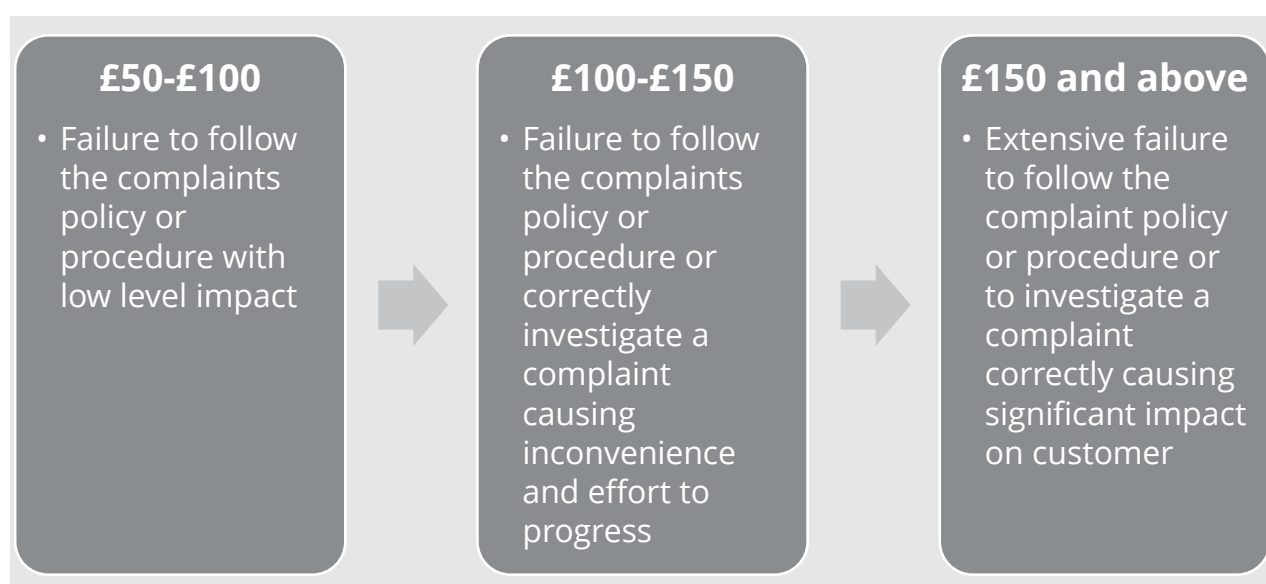 £50-£100
• Failure to follow
the complaints
policy or
procedure with
low level impact
£100-£150
• Failure to follow
the complaints
policy or
procedure or
correctly
investigate a
complaint
causing
inconvenience
and effort to
progress
£150 and above
• Extensive failure
to follow the
complaint policy
or procedure or
to investigate a
complaint
correctly causing
significant impact
on customer